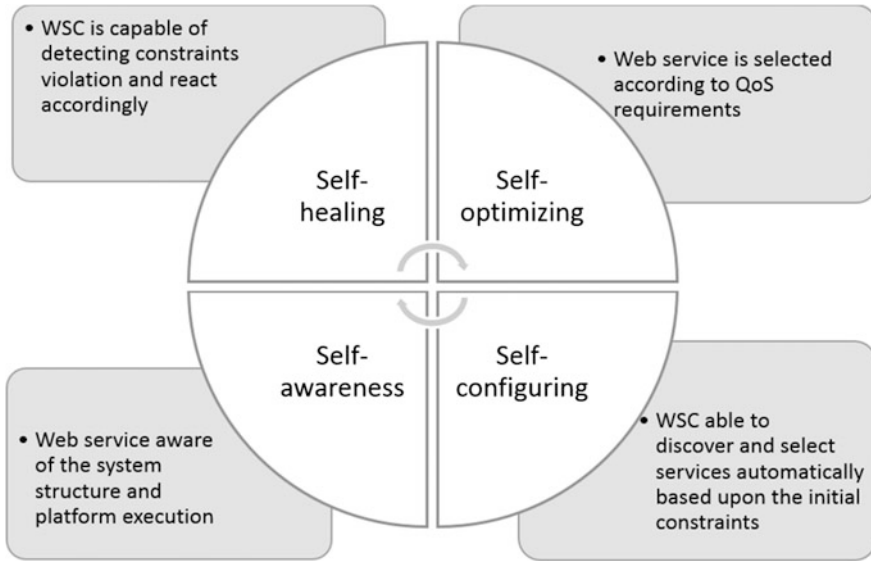 • WSC is capable of
detecting constraints
violation and react
accordingly
• Web service is selected
according to QoS
requirements
Self-
healing
Self-
optimizing
Self-
awareness
Self-
configuring
• Web service aware
of the system
structure and
platform execution
• WSC able to
discover and select
services automatically
based upon the initial
constraints